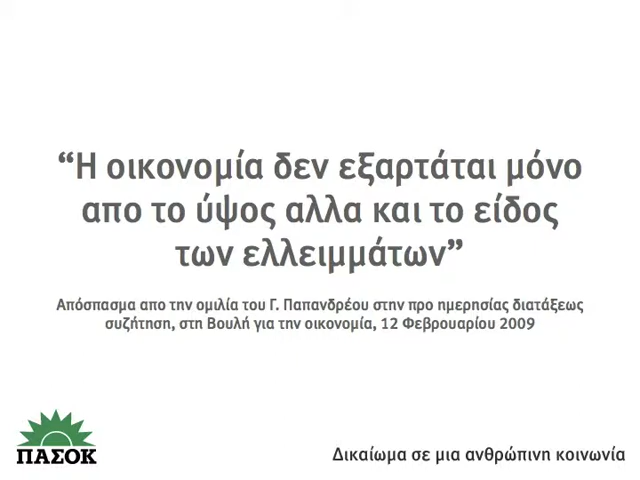 “Η οικονομία δεν εξαρτάται μόνο
απο το ύψος αλλα και το είδος
των ελλειμμάτων”
Απόσπασμα απο την ομιλία του Γ. Παπανδρέου στην προ ημερησίας διατάξεως
συζήτηση, στη Βουλή για την οικονομία, 12 Φεβρουαρίου 2009
ΠΑΣΟΚ
Δικαίωμα σε μια ανθρώπινη κοινωνία